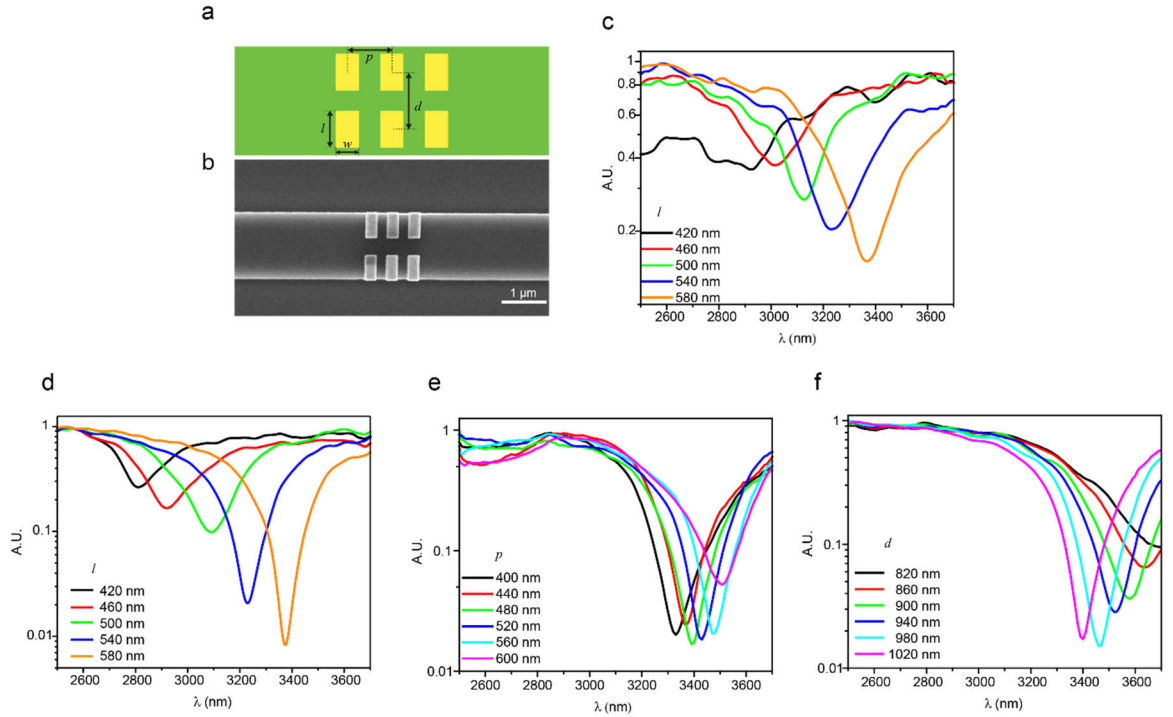 a
p
d
l
w
b
1 µm
c
1
0.8
0.6
0.4
0.2
A.U.
l
420 nm
460 nm
500 nm
540 nm
580 nm
2600 2800 3000 3200 3400 3600
λ (nm)
d
1
0.1
0.01
A.U.
l
420 nm
460 nm
500 nm
540 nm
580 nm
2600 2800 3000 3200 3400 3600
λ (nm)
e
1
0.1
0.01
A.U.
p
400 nm
440 nm
480 nm
520 nm
560 nm
600 nm
2600 2800 3000 3200 3400 3600
λ (nm)
f
1
0.1
0.01
A.U.
d
820 nm
860 nm
900 nm
940 nm
980 nm
1020 nm
2600 2800 3000 3200 3400 3600
λ (nm)